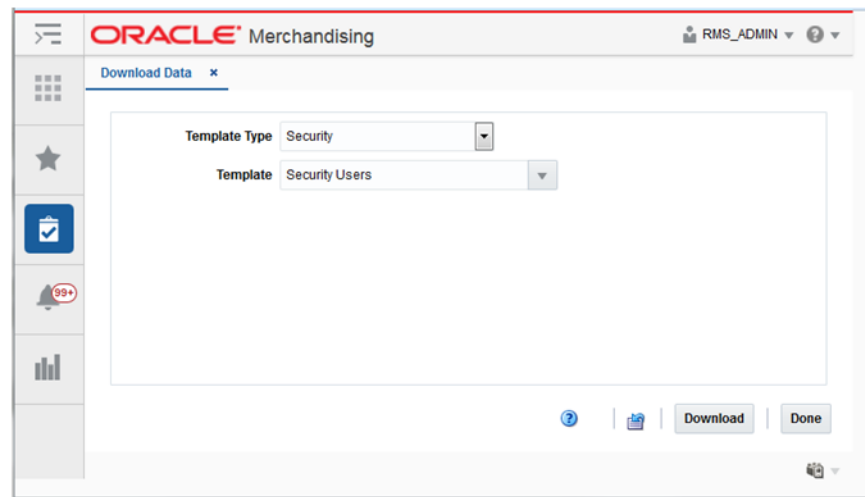 ORACLE® Merchandising
RMS_ADMIN
Download Data ×
Template Type Security
Template Security Users
99+
Download Done